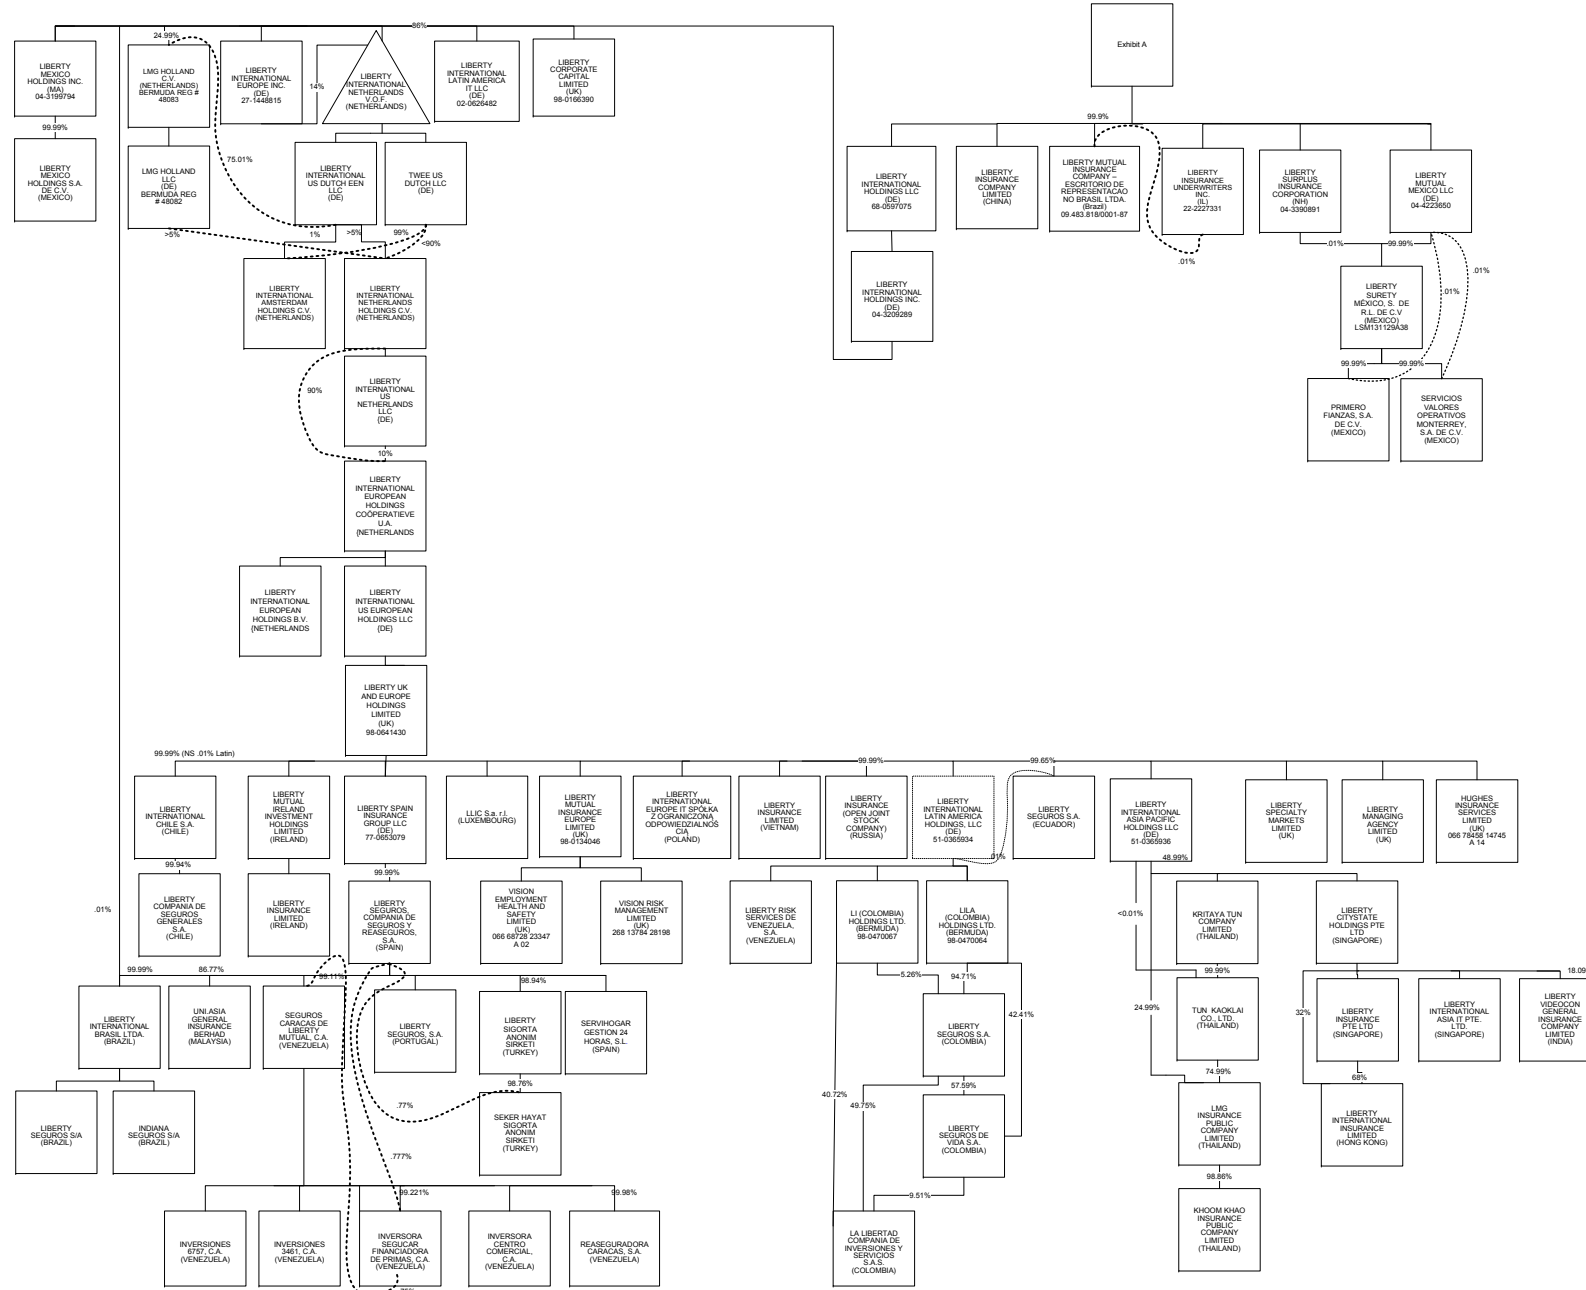 86%
24.99%
Exhibit A
LIBERTY
MEXICO
HOLDINGS INC.
(MA)
04-3199794
LMG HOLLAND
C.V.
(NETHERLANDS)
BERMUDA REG #
48083
LIBERTY
INTERNATIONAL
EUROPE INC.
(DE)
27-1448815
14%
LIBERTY
INTERNATIONAL
NETHERLANDS
V.O.F.
(NETHERLANDS)
LIBERTY
INTERNATIONAL
LATIN AMERICA
IT LLC
(DE)
02-0626482
LIBERTY
CORPORATE
CAPITAL
LIMITED
(UK)
98-0166390
99.99%
99.9%
LIBERTY
MEXICO
HOLDINGS S.A.
DE C.V.
(MEXICO)
LMG HOLLAND
LLC
(DE)
BERMUDA REG
# 48082
75.01%
LIBERTY
INTERNATIONAL
US DUTCH EEN
LLC
(DE)
TWEE US
DUTCH LLC
(DE)
LIBERTY
INTERNATIONAL
HOLDINGS LLC
(DE)
68-0597075
LIBERTY
INSURANCE
COMPANY
LIMITED
(CHINA)
LIBERTY MUTUAL
INSURANCE
COMPANY –
ESCRITORIO DE
REPRESENTACAO
NO BRASIL LTDA.
(Brazil)
09.483.818/0001-87
LIBERTY
INSURANCE
UNDERWRITERS
INC.
(IL)
22-2227331
LIBERTY
SURPLUS
INSURANCE
CORPORATION
(NH)
04-3390891
LIBERTY
MUTUAL
MEXICO LLC
(DE)
04-4223650
>5%
1%
>5%
99%
<90%
.01%
.01%
99.99%
.01%
.01%
LIBERTY
INTERNATIONAL
AMSTERDAM
HOLDINGS C.V.
(NETHERLANDS)
LIBERTY
INTERNATIONAL
NETHERLANDS
HOLDINGS C.V.
(NETHERLANDS)
LIBERTY
INTERNATIONAL
HOLDINGS INC.
(DE)
04-3209289
LIBERTY
SURETY
MÉXICO, S. DE
R.L. DE C.V
(MEXICO)
LSM131129A38
99.99%
99.99%
90%
LIBERTY
INTERNATIONAL
US
NETHERLANDS
LLC
(DE)
PRIMERO
FIANZAS, S.A.
DE C.V.
(MEXICO)
SERVICIOS
VALORES
OPERATIVOS
MONTERREY,
S.A. DE C.V.
(MEXICO)
10%
LIBERTY
INTERNATIONAL
EUROPEAN
HOLDINGS
COÖPERATIEVE
U.A.
(NETHERLANDS
LIBERTY
INTERNATIONAL
EUROPEAN
HOLDINGS B.V.
(NETHERLANDS
LIBERTY
INTERNATIONAL
US EUROPEAN
HOLDINGS LLC
(DE)
LIBERTY UK
AND EUROPE
HOLDINGS
LIMITED
(UK)
98-0641430
99.99% (NS .01% Latin)
99.99%
99.65%
LIBERTY
INTERNATIONAL
CHILE S.A.
(CHILE)
LIBERTY
MUTUAL
IRELAND
INVESTMENT
HOLDINGS
LIMITED
(IRELAND)
LIBERTY SPAIN
INSURANCE
GROUP LLC
(DE)
77-0653079
LLIC S.a. r.l.
(LUXEMBOURG)
LIBERTY
MUTUAL
INSURANCE
EUROPE
LIMITED
(UK)
98-0134046
LIBERTY
INTERNATIONAL
EUROPE IT SPÓŁKA
Z OGRANICZONĄ
ODPOWIEDZIALNOŚ
CIĄ
(POLAND)
LIBERTY
INSURANCE
LIMITED
(VIETNAM)
LIBERTY
INSURANCE
(OPEN JOINT
STOCK
COMPANY)
(RUSSIA)
LIBERTY
INTERNATIONAL
LATIN AMERICA
HOLDINGS, LLC
(DE)
51-0365934
LIBERTY
SEGUROS S.A.
(ECUADOR)
LIBERTY
INTERNATIONAL
ASIA PACIFIC
HOLDINGS LLC
(DE)
51-0365936
LIBERTY
SPECIALTY
MARKETS
LIMITED
(UK)
LIBERTY
MANAGING
AGENCY
LIMITED
(UK)
HUGHES
INSURANCE
SERVICES
LIMITED
(UK)
066 78458 14745
A 14
99.94%
99.99%
.01%
48.99%
.01%
LIBERTY
COMPANIA DE
SEGUROS
GENERALES
S.A.
(CHILE)
LIBERTY
INSURANCE
LIMITED
(IRELAND)
LIBERTY
SEGUROS,
COMPANIA DE
SEGUROS Y
REASEGUROS,
S.A.
(SPAIN)
VISION
EMPLOYMENT
HEALTH AND
SAFETY
LIMITED
(UK)
066 68728 23347
A 02
VISION RISK
MANAGEMENT
LIMITED
(UK)
268 13784 28198
LIBERTY RISK
SERVICES DE
VENEZUELA,
S.A.
(VENEZUELA)
LI (COLOMBIA)
HOLDINGS LTD.
(BERMUDA)
98-0470067
LILA
(COLOMBIA)
HOLDINGS LTD.
(BERMUDA)
98-0470064
<0.01%
KRITAYA TUN
COMPANY
LIMITED
(THAILAND)
LIBERTY
CITYSTATE
HOLDINGS PTE
LTD
(SINGAPORE)
99.99%
86.77%
99.11%
98.94%
5.26%
94.71%
99.99%
18.09
LIBERTY
INTERNATIONAL
BRASIL LTDA.
(BRAZIL)
UNI.ASIA
GENERAL
INSURANCE
BERHAD
(MALAYSIA)
SEGUROS
CARACAS DE
LIBERTY
MUTUAL, C.A.
(VENEZUELA)
LIBERTY
SEGUROS, S.A.
(PORTUGAL)
LIBERTY
SIGORTA
ANONIM
SIRKETI
(TURKEY)
SERVIHOGAR
GESTION 24
HORAS, S.L.
(SPAIN)
LIBERTY
SEGUROS S.A.
(COLOMBIA)
42.41%
24.99%
TUN KAOKLAI
CO., LTD.
(THAILAND)
32%
LIBERTY
INSURANCE
PTE LTD
(SINGAPORE)
LIBERTY
INTERNATIONAL
ASIA IT PTE.
LTD.
(SINGAPORE)
LIBERTY
VIDEOCON
GENERAL
INSURANCE
COMPANY
LIMITED
(INDIA)
98.76%
40.72%
49.75%
57.59%
74.99%
68%
LIBERTY
SEGUROS S/A
(BRAZIL)
INDIANA
SEGUROS S/A
(BRAZIL)
.77%
SEKER HAYAT
SIGORTA
ANONIM
SIRKETI
(TURKEY)
LIBERTY
SEGUROS DE
VIDA S.A.
(COLOMBIA)
LMG
INSURANCE
PUBLIC
COMPANY
LIMITED
(THAILAND)
LIBERTY
INTERNATIONAL
INSURANCE
LIMITED
(HONG KONG)
.777%
99.221%
99.98%
9.51%
98.86%
INVERSIONES
6757, C.A.
(VENEZUELA)
INVERSIONES
3461, C.A.
(VENEZUELA)
INVERSORA
SEGUCAR
FINANCIADORA
DE PRIMAS, C.A.
(VENEZUELA)
INVERSORA
CENTRO
COMERCIAL,
C.A.
(VENEZUELA)
REASEGURADORA
CARACAS, S.A.
(VENEZUELA)
LA LIBERTAD
COMPANIA DE
INVERSIONES Y
SERVICIOS
S.A.S.
(COLOMBIA)
KHOOM KHAO
INSURANCE
PUBLIC
COMPANY
LIMITED
(THAILAND)